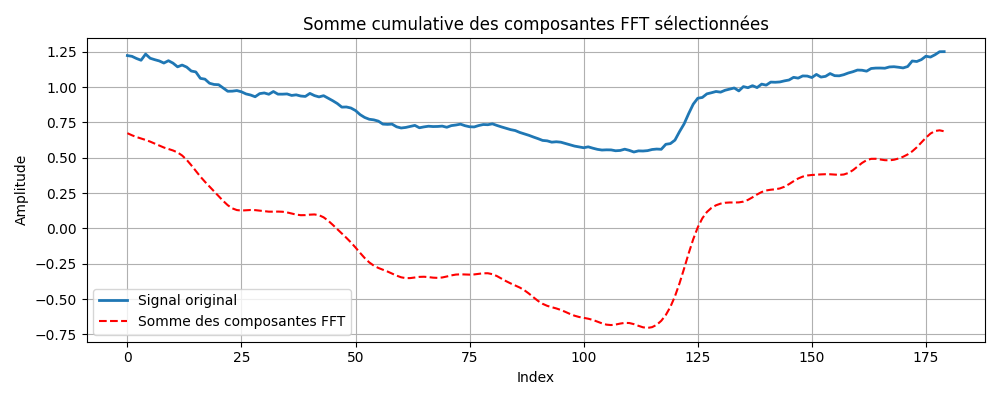 Somme cumulative des composantes FFT sélectionnées
1.25
1.00
0.75
0.50
0.25
0.00
−0.25
−0.50
−0.75
Amplitude
Signal original
Somme des composantes FFT
0 25 50 75 100 125 150 175
Index